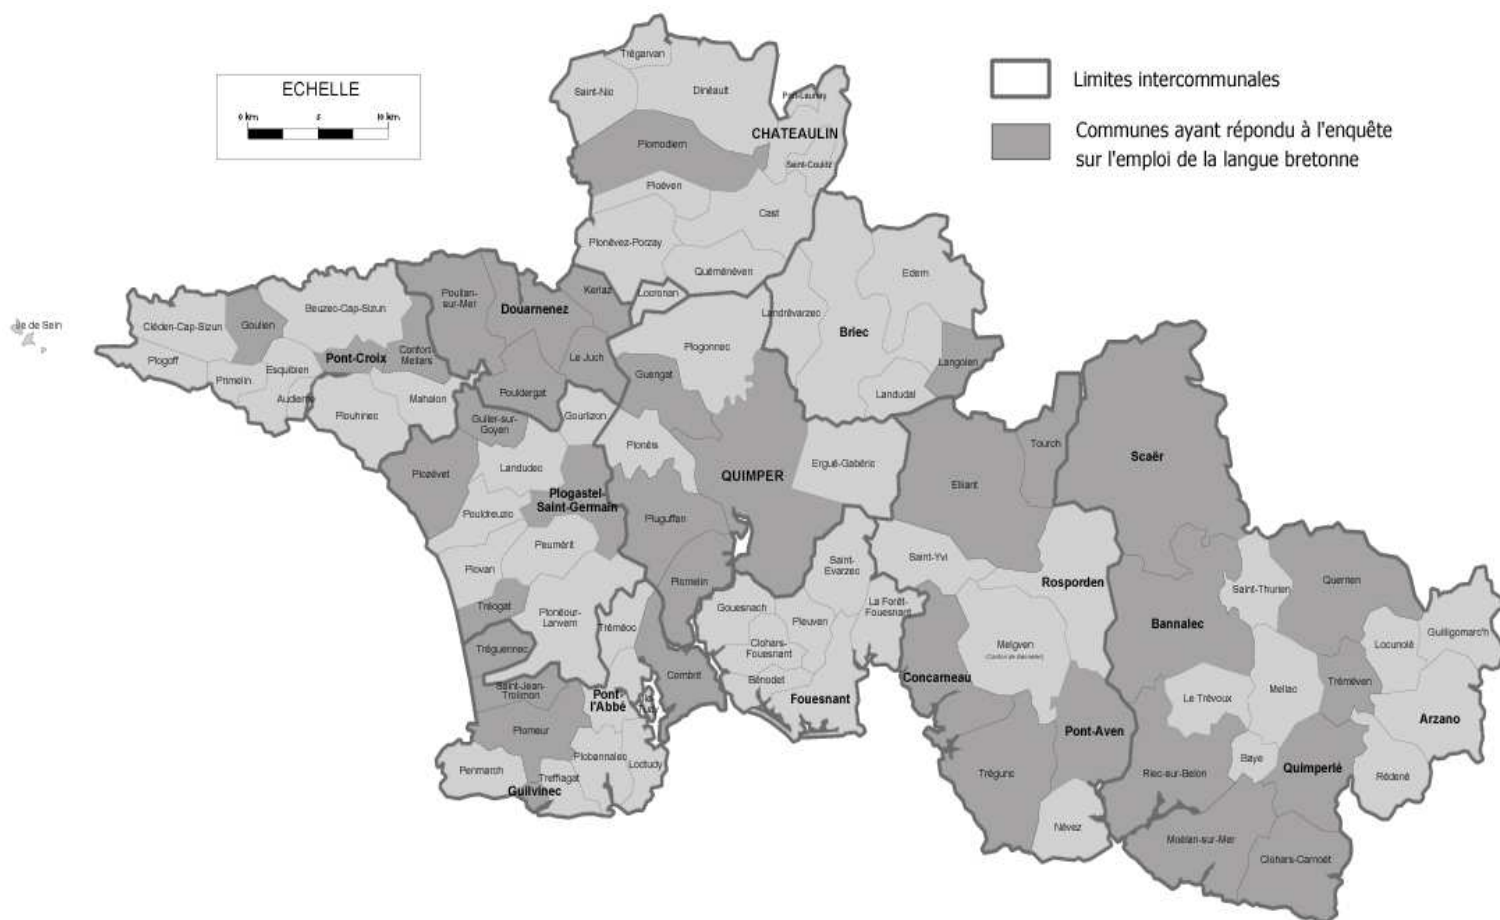 ECHELLE
0 km 5 10 km
Limites intercommunales
Communes ayant répondu à l'enquête
sur l'emploi de la langue bretonne
Trégarvan
Saint-Nic
Dinéault
Port-Launay
CHATEAULIN
Plomodiern
Saint-Coulitz
Ploéven
Cast
Plonévez-Porzay
Quéménéven
Edern
Kerlaz
Locronan
Poullan-
sur-Mer
Douarnenez
Beuzec-Cap-Sizun
Landrévarzec
Briec
Ile de Sein
Cléden-Cap-Sizun
Goulien
Plogonnec
Plogoff
Pont-Croix
Confort-
Meilars
Le Juch
Langolen
Esquibien
Primelin
Guengat
Audierne
Mahalon
Pouldergat
Landudal
Plouhinec
Guiler-sur-
Goyen
Gourlizon
Plonéis
Tourch
Scaër
Plozévet
Landudec
Ergué-Gabéric
QUIMPER
Elliant
Plogastel-
Saint-Germain
Pouldreuzic
Pluguffan
Peumérit
Saint-Yvi
Plovan
Saint-
Evarzec
Plomelin
Rosporden
Querrien
Saint-Thurien
Tréogat
Plonéour-
Lanvern
Gouesnach
La Forêt-
Fouesnant
Pleuven
Tréméoc
Bannalec
Guilligomarc'h
Clohars-
Fouesnant
Melgven
Locunolé
Tréguennec
Combrit
Bénodet
Concarneau
Tréméven
Saint-Jean-
Trolimon
Pont-
l'Abbé
Ile
Tudy
Fouesnant
Le Trévoux
Mellac
Arzano
Plomeur
Pont-Aven
Plobannalec
Loctudy
Baye
Quimperlé
Penmarch
Treffiagat
Trégunc
Riec-sur-Belon
Rédené
Guilvinec
Névez
Moëlan-sur-Mer
Clohars-Carnoët